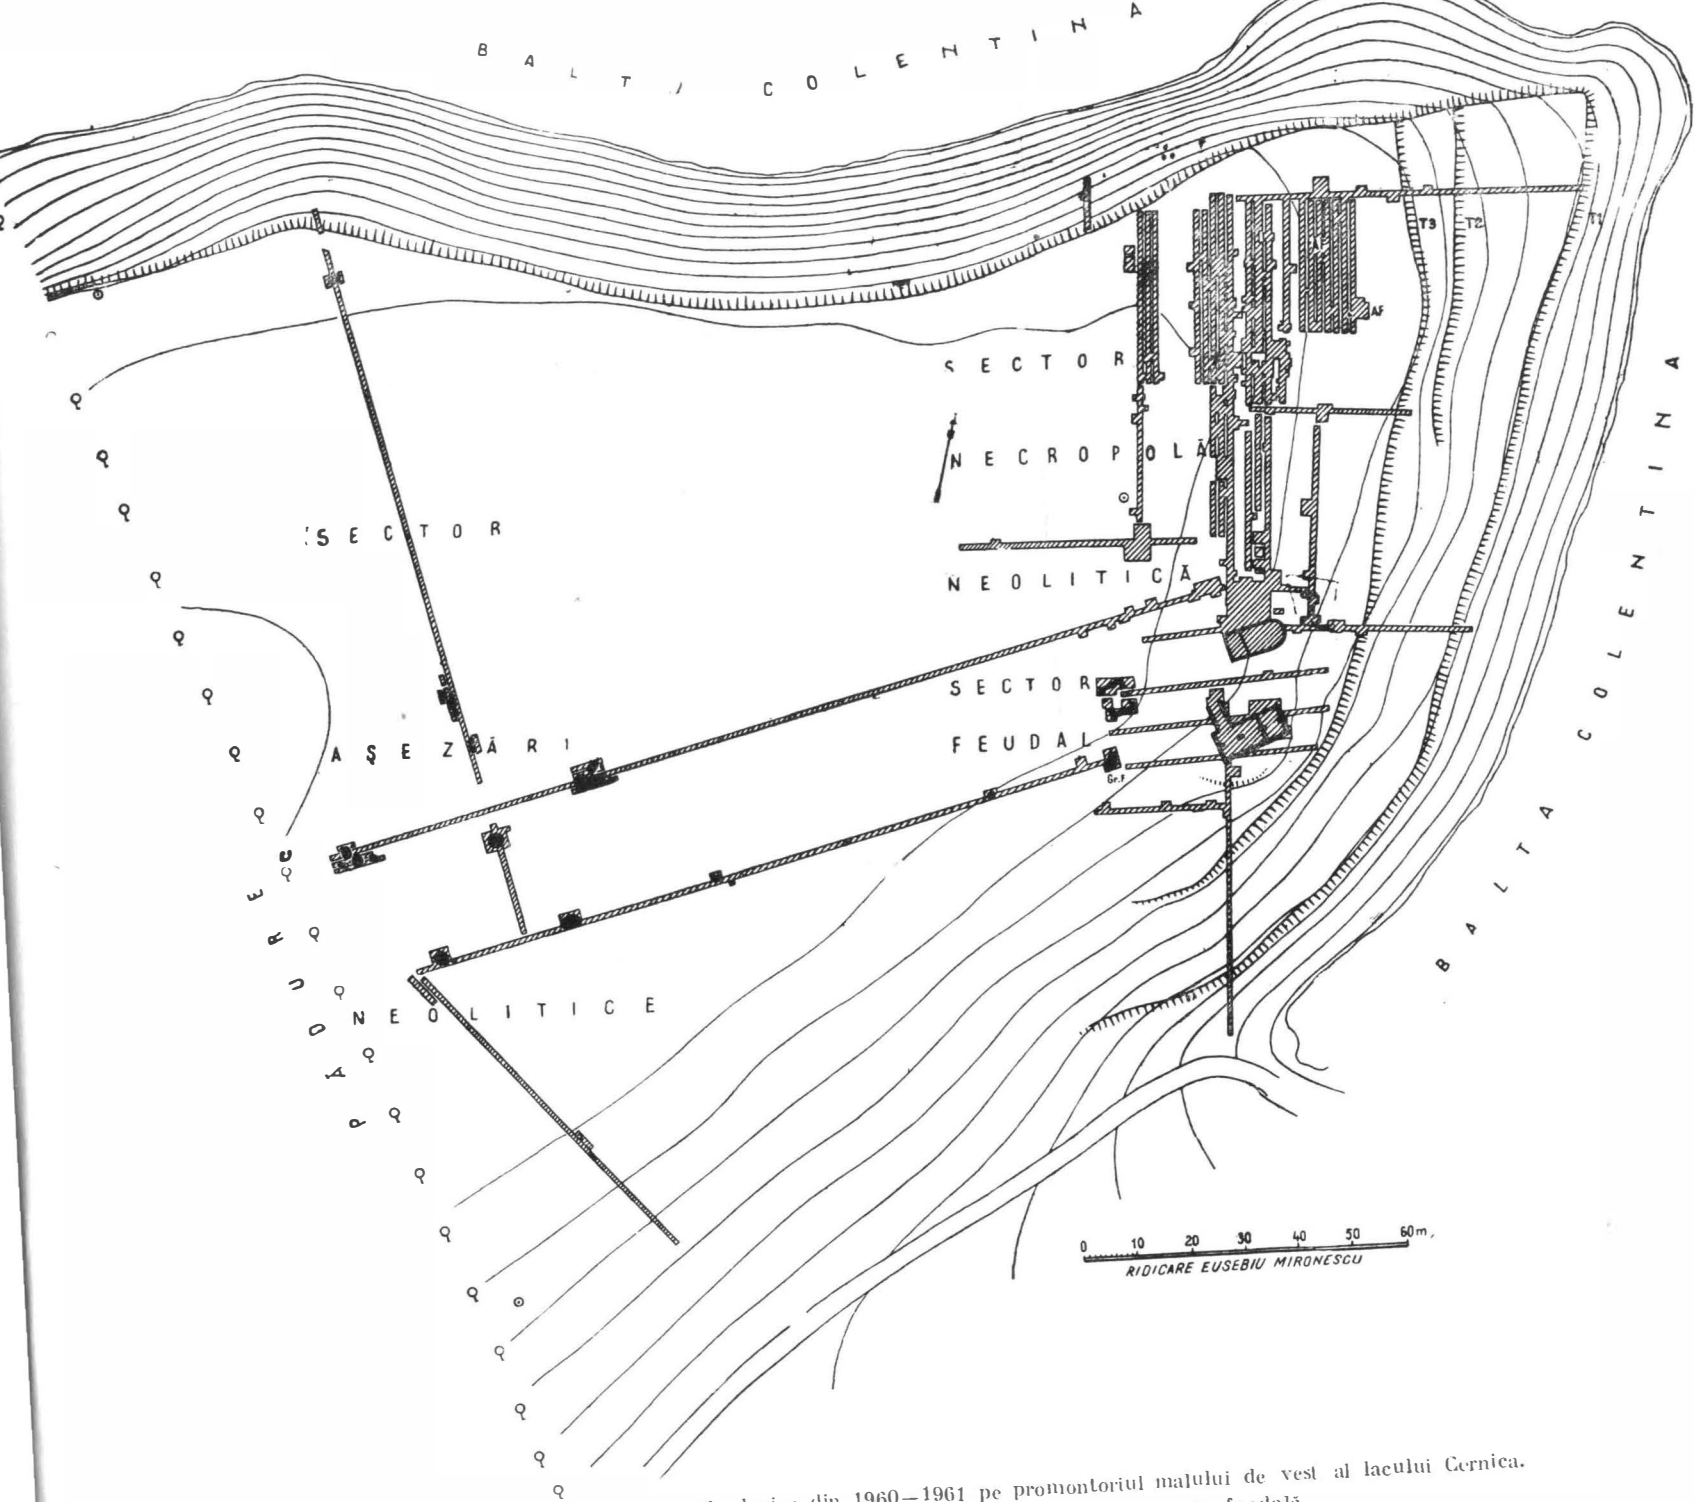 BALTA COLENTINA
T3 T2 T1
AF
AF
SECTOR
NECROPOLĂ
NEOLITICĂ
SECTOR
AȘEZĂRI
NEOLITICE
SECTOR
FEUDAL
Gr.F
PĂDURE
BALTA COLENTINA
0 10 20 30 40 50 60m,
RIDICARE EUSEBIU MIRONESCU
din 1960—1961 pe promontoriul malului de vest al lacului Cernica.